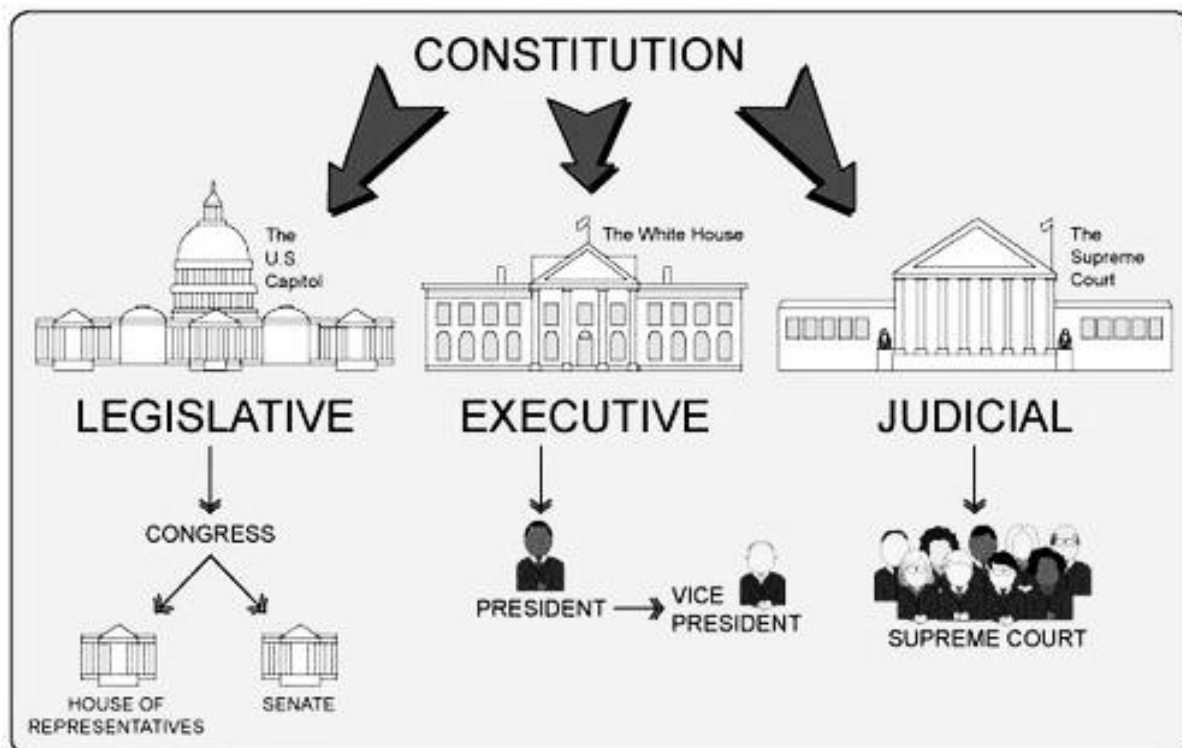 CONSTITUTION
The
U.S
Capitol
The White House
The
Supreme
Court
LEGISLATIVE
EXECUTIVE
JUDICIAL
CONGRESS
PRESIDENT
VICE
PRESIDENT
SUPREME COURT
HOUSE OF
REPRESENTATIVES
SENATE